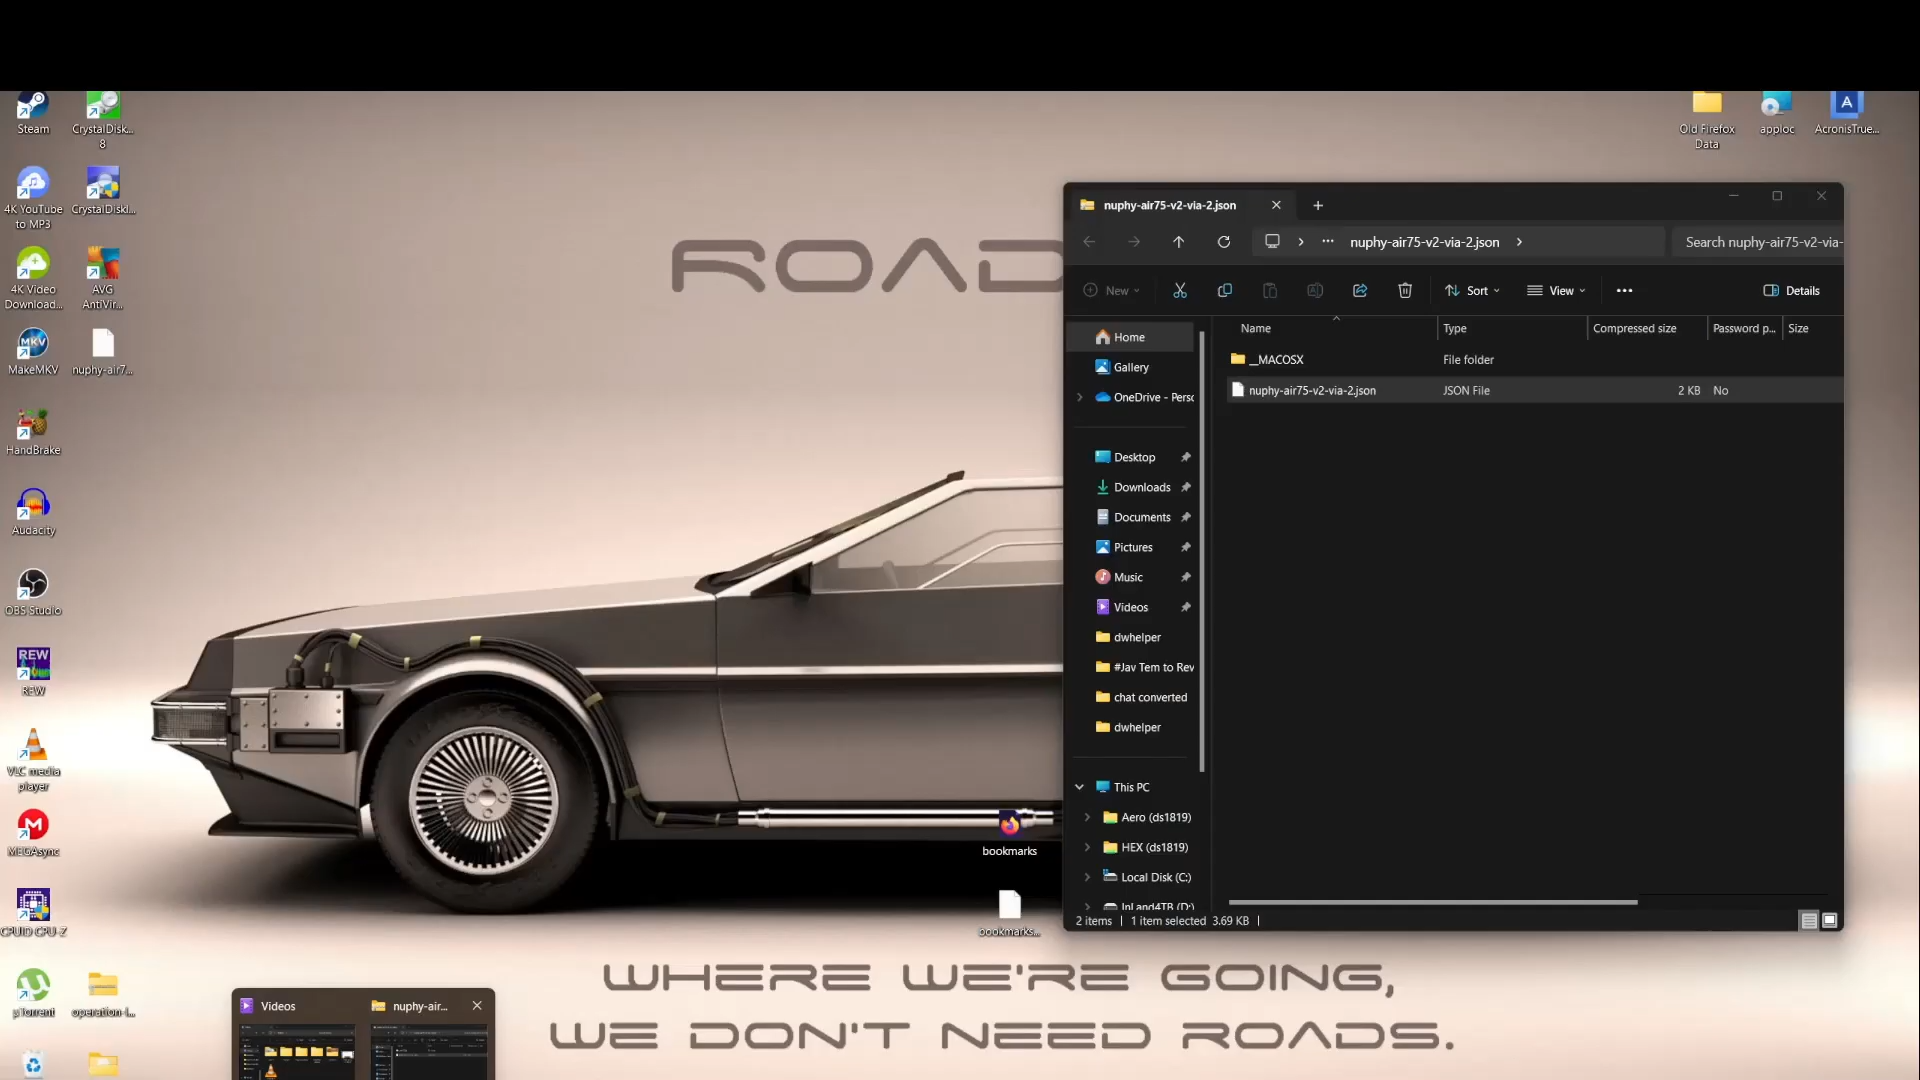 Steam
CrystalDisk...
8
4K YouTube
to MP3
CrystalDiskI...
4K Video
Download...
AVG
AntiVir...
MakeMKV
nuphy-air7...
HandBrake
Audacity
OBS Studio
REW
REW
VLC media
player
MEGAsync
CPUID CPU-Z
µTorrent
operation-i...
Old Firefox
Data
apploc
AcronisTrue...
ROAD
bookmarks
bookmarks...
WHERE WE'RE GOING,
WE DON'T NEED ROADS.
nuphy-air75-v2-via-2.json
nuphy-air75-v2-via-2.json
Search nuphy-air75-v2-via-
New
Sort
View
Details
Name
Type
Compressed size
Password p...
Size
__MACOSX
File folder
nuphy-air75-v2-via-2.json
JSON File
2 KB
No
Home
Gallery
OneDrive - Perso
Desktop
Downloads
Documents
Pictures
Music
Videos
dwhelper
#Jav Tem to Rev
chat converted
dwhelper
This PC
Aero (ds1819)
HEX (ds1819)
Local Disk (C:)
InLand4TB (D:)
2 items
1 item selected 3.69 KB
Videos
nuphy-air...